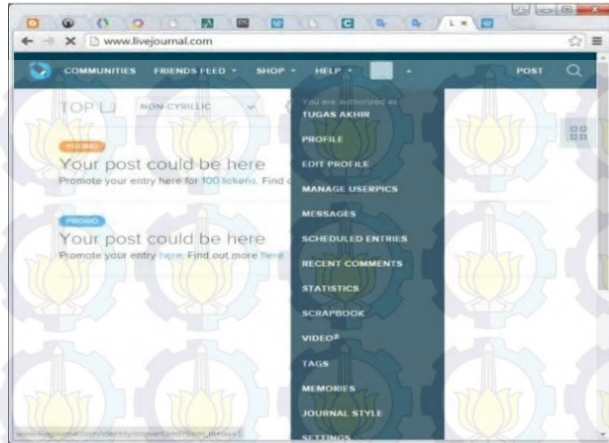 www.livejournal.com
COMMUNITIES FRIENDS FEED SHOP HELP POST
TOP NON-CYRILLIC
You are authorized as
TUGAS AKHIR
PROFILE
EDIT PROFILE
MANAGE USERPICS
MESSAGES
SCHEDULED ENTRIES
RECENT COMMENTS
STATISTICS
SCRAPBOOK
VIDEOᵝ
TAGS
MEMORIES
JOURNAL STYLE
SETTINGS
PROMO
Your post could be here
Promote your entry here for 100 tokens. Find
PROMO
Your post could be here
Promote your entry here. Find out more here